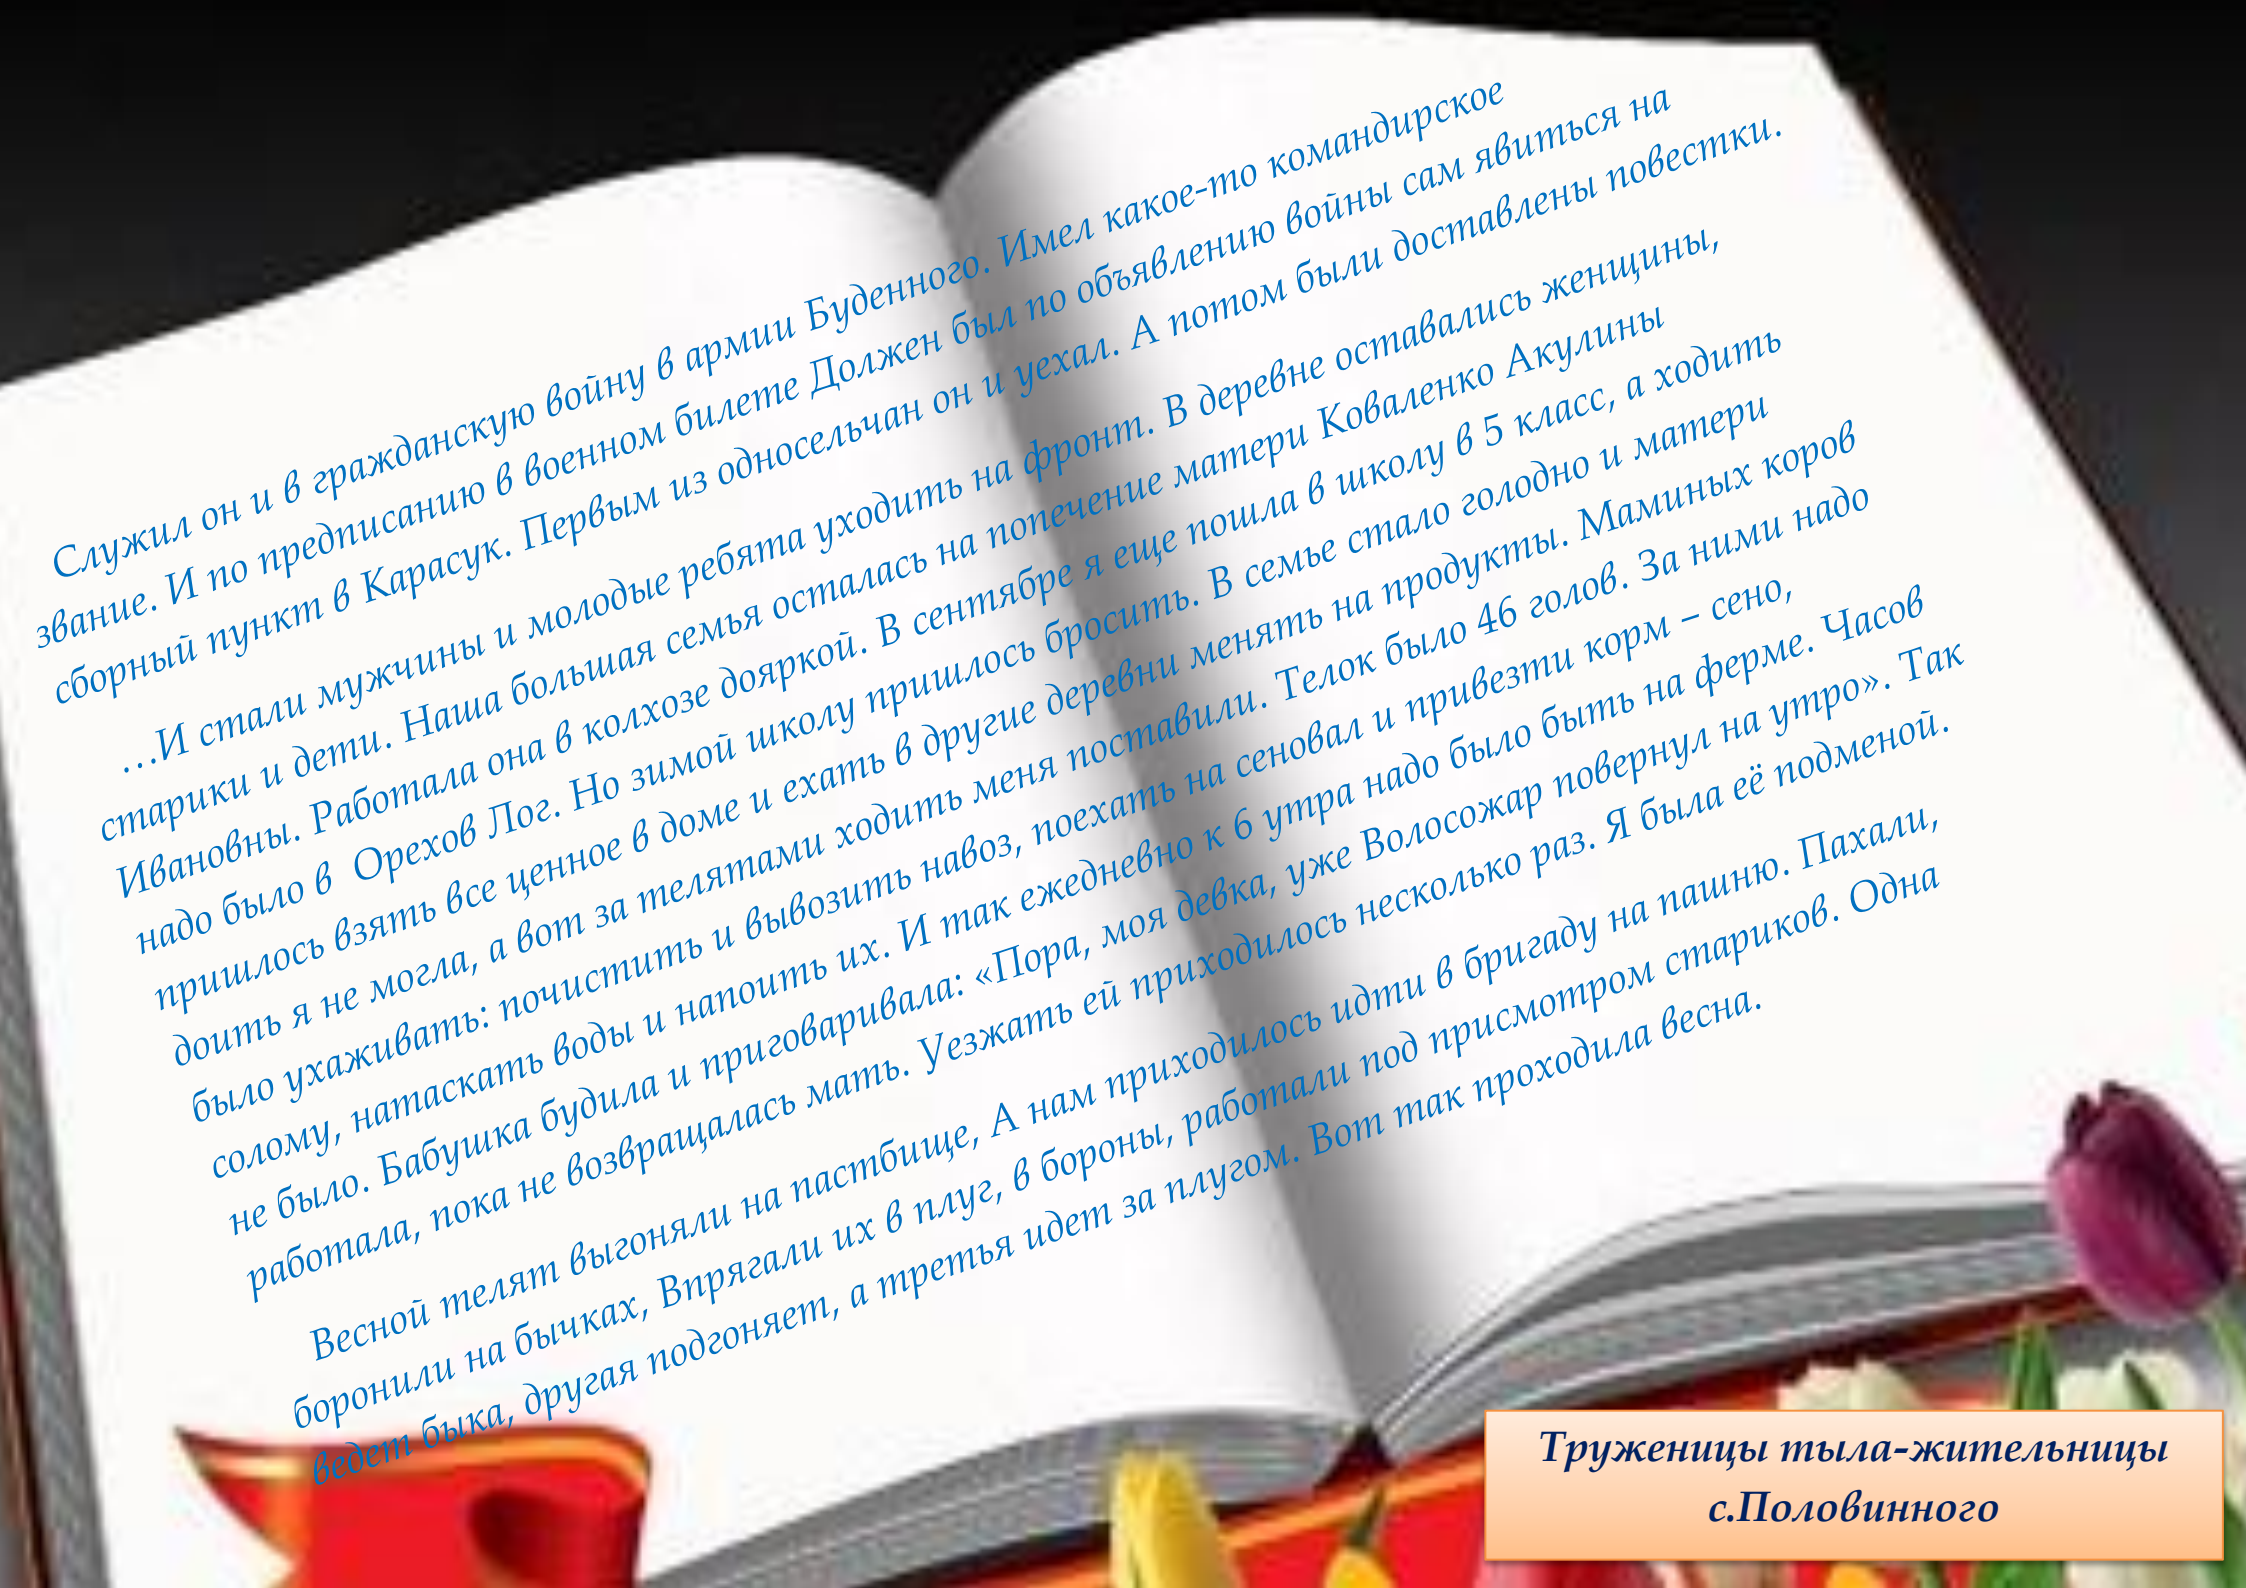 Служил он и в гражданскую войну в армии Буденного. Имел какое-то командирское
звание. И по предписанию в военном билете Должен был по объявлению войны сам явиться на
сборный пункт в Карасук. Первым из односельчан он и уехал. А потом были доставлены повестки.
…И стали мужчины и молодые ребята уходить на фронт. В деревне оставались женщины,
старики и дети. Наша большая семья осталась на попечение матери Коваленко Акулины
Ивановны. Работала она в колхозе дояркой. В сентябре я еще пошла в школу в 5 класс, а ходить
надо было в Орехов Лог. Но зимой школу пришлось бросить. В семье стало голодно и матери
пришлось взять все ценное в доме и ехать в другие деревни менять на продукты. Маминых коров
доить я не могла, а вот за телятами ходить меня поставили. Телок было 46 голов. За ними надо
было ухаживать: почистить и вывозить навоз, поехать на сеновал и привезти корм – сено,
солому, натаскать воды и напоить их. И так ежедневно к 6 утра надо было быть на ферме. Часов
не было. Бабушка будила и приговаривала: «Пора, моя девка, уже Волосожар повернул на утро». Так
работала, пока не возвращалась мать. Уезжать ей приходилось несколько раз. Я была её подменой.
Весной телят выгоняли на пастбище, А нам приходилось идти в бригаду на пашню. Пахали,
боронили на бычках, Впрягали их в плуг, в бороны, работали под присмотром стариков. Одна
ведет быка, другая подгоняет, а третья идет за плугом. Вот так проходила весна.
Труженицы тыла-жительницы
с.Половинного